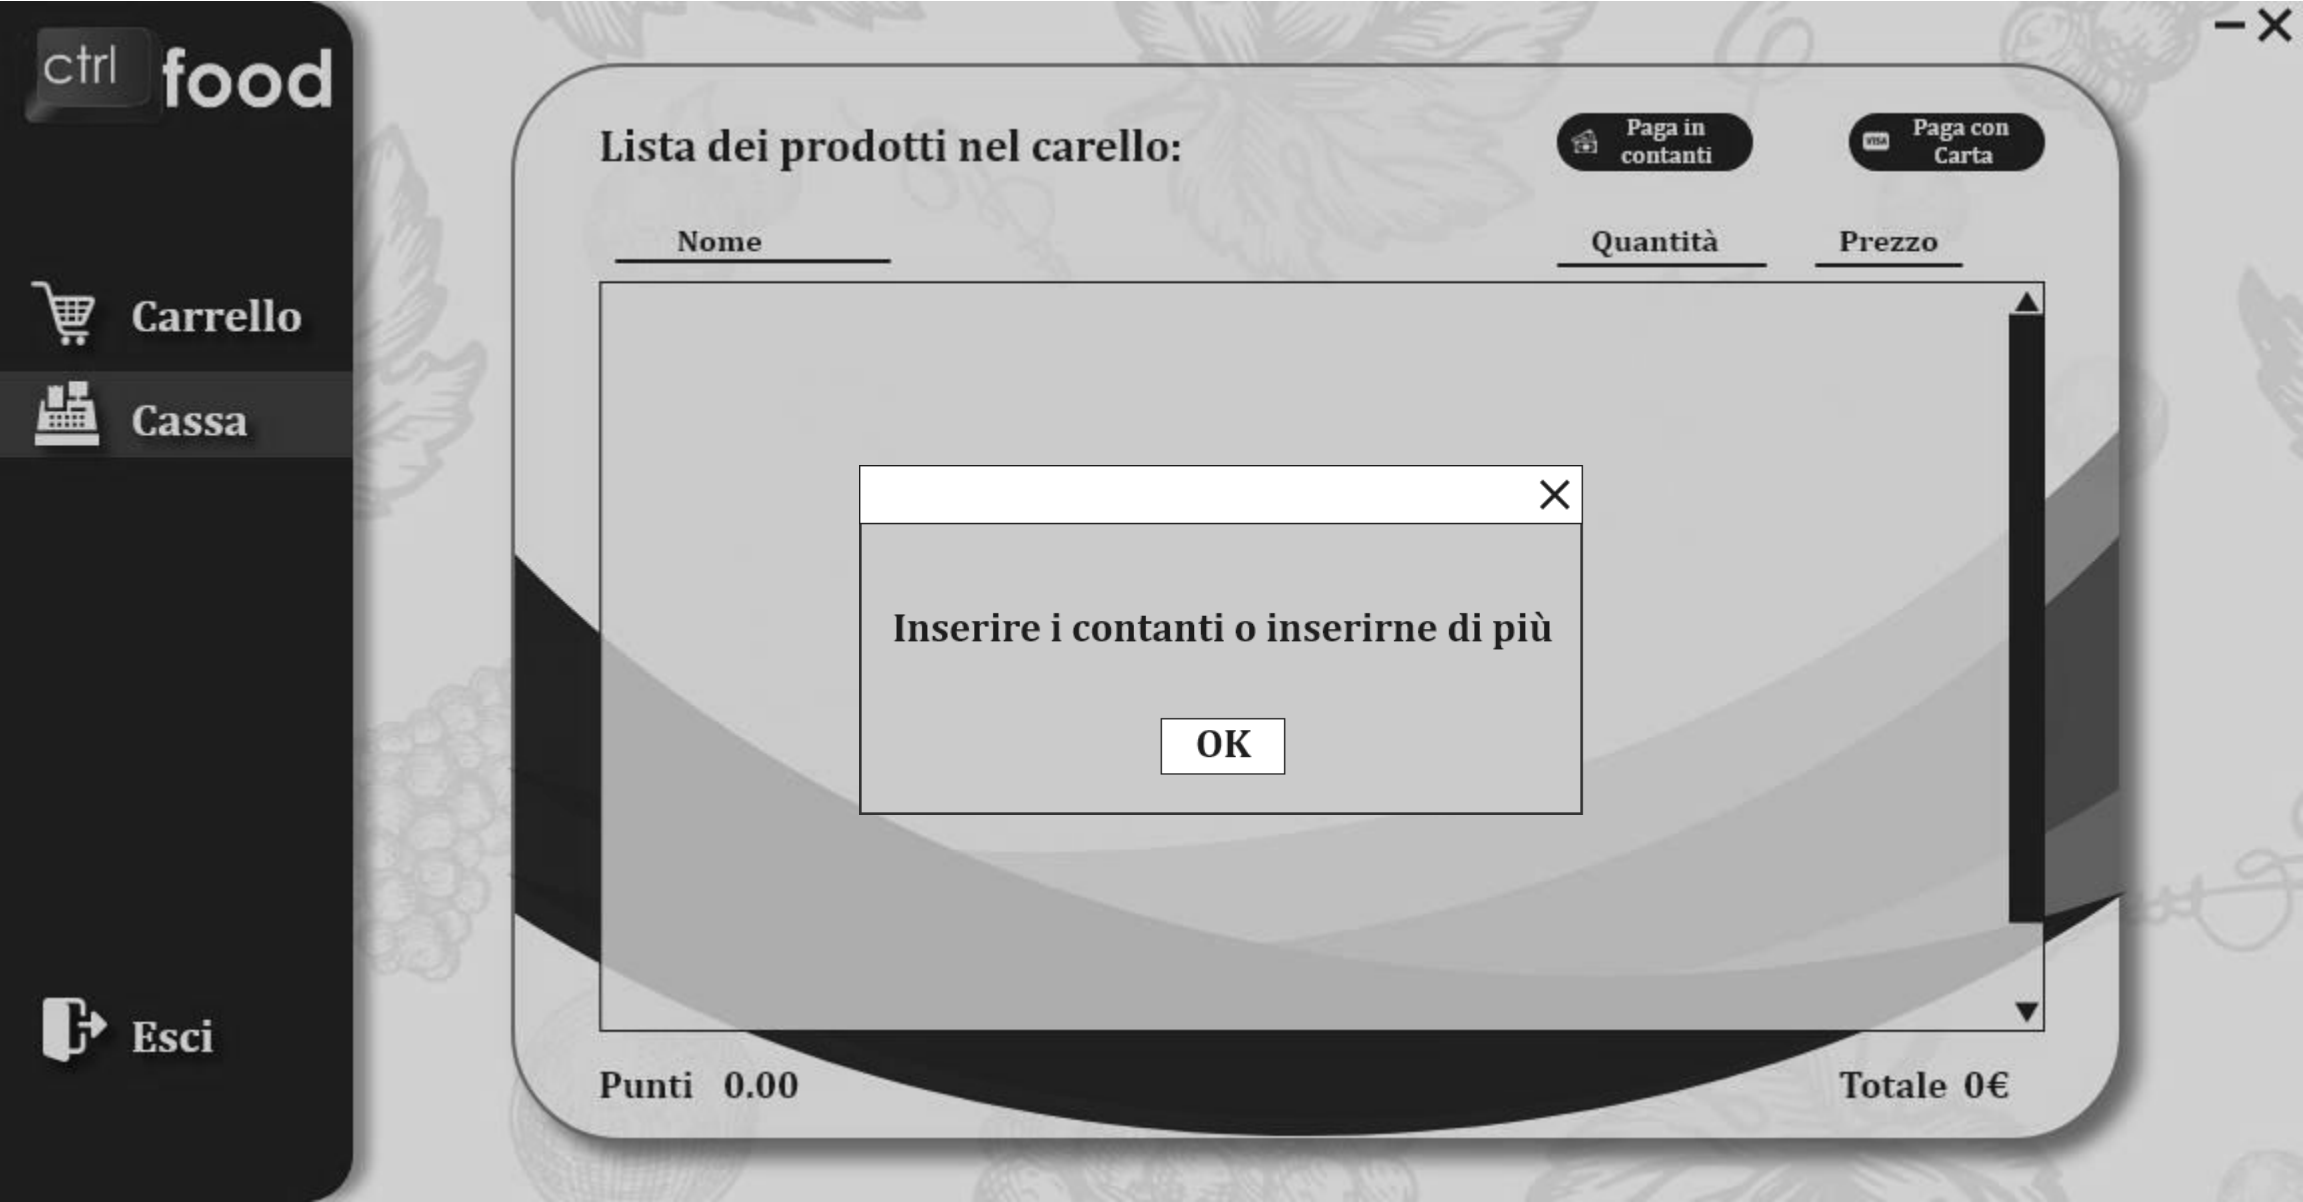 ctrl food
Lista dei prodotti nel carello:
Paga in
contanti
Paga con
Carta
VISA
Nome
Quantità
Prezzo
Carrello
Cassa
Inserire i contanti o inserirne di più
OK
Esci
Punti 0.00
Totale 0€